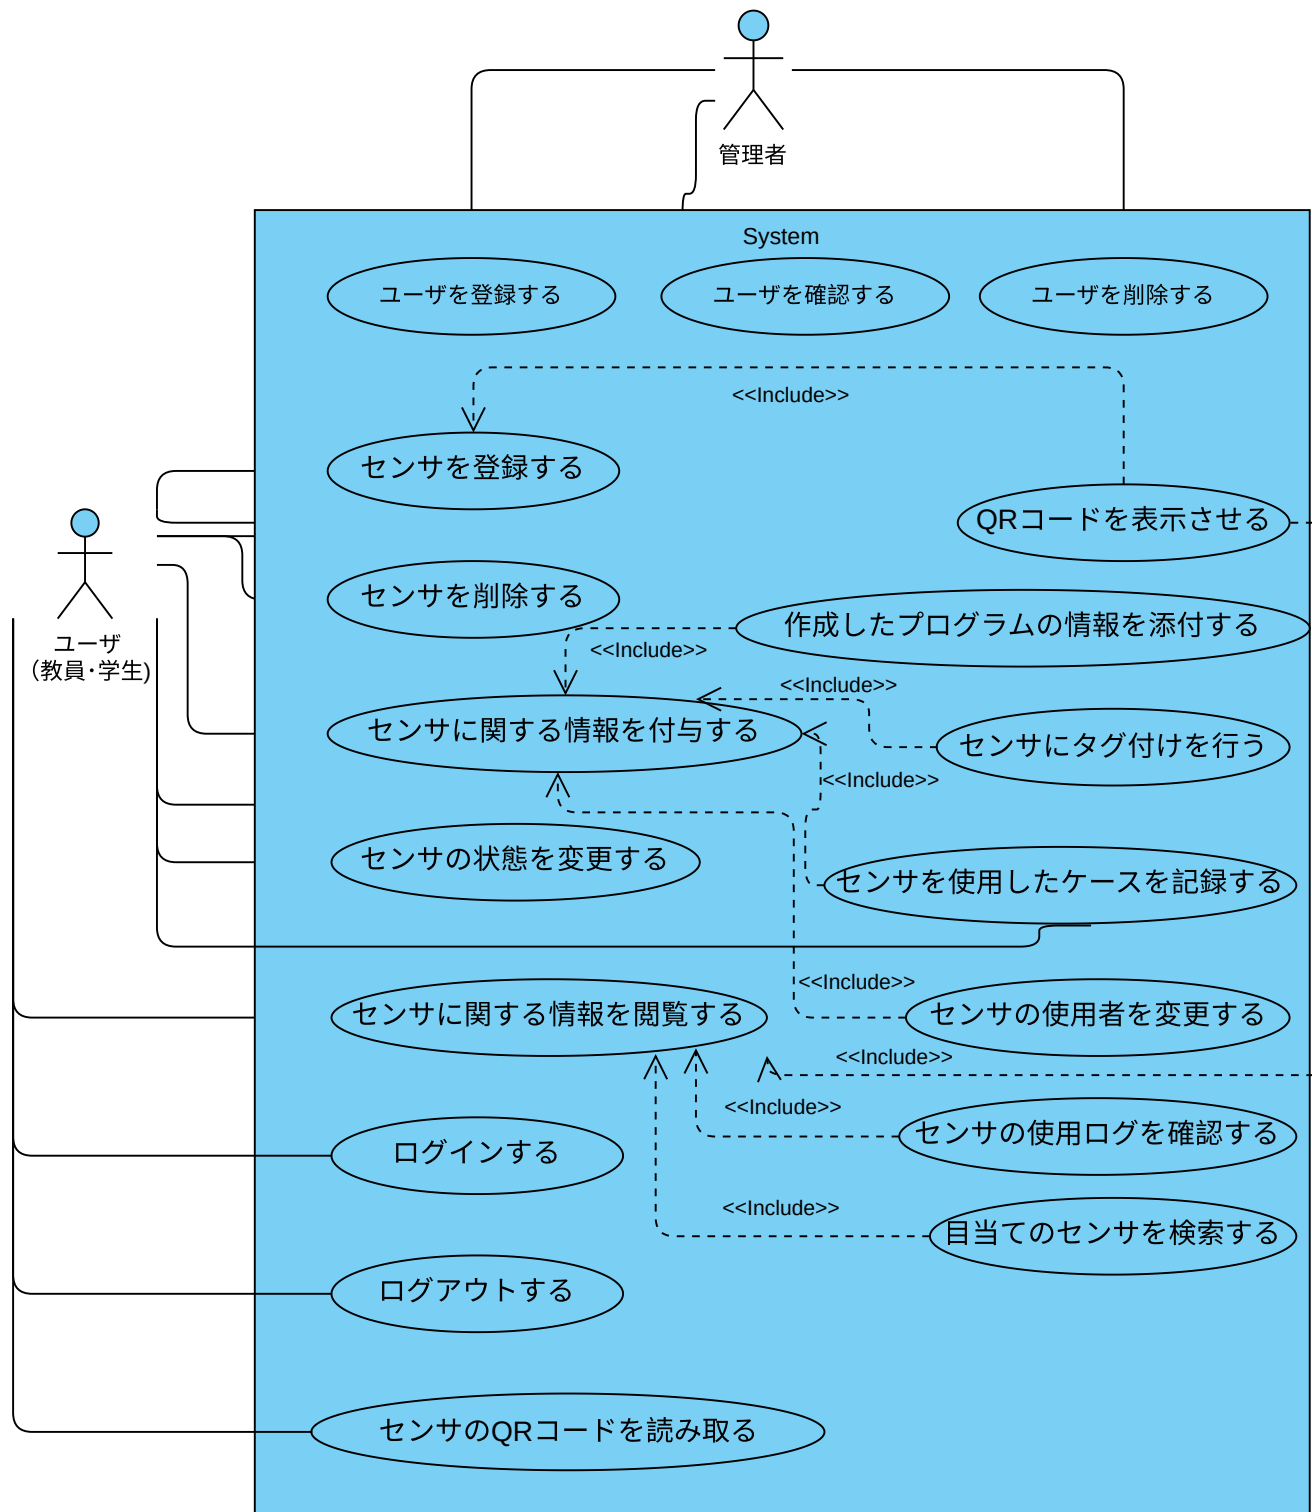 管理者
System
ユーザを登録する
ユーザを確認する
ユーザを削除する
<<Include>>
センサを登録する
QRコードを表示させる
センサを削除する
作成したプログラムの情報を添付する
<<Include>>
ユーザ
（教員･学生)
<<Include>>
センサに関する情報を付与する
センサにタグ付けを行う
<<Include>>
センサの状態を変更する
センサを使用したケースを記録する
<<Include>>
センサに関する情報を閲覧する
センサの使用者を変更する
<<Include>>
<<Include>>
センサの使用ログを確認する
ログインする
<<Include>>
目当てのセンサを検索する
ログアウトする
センサのQRコードを読み取る